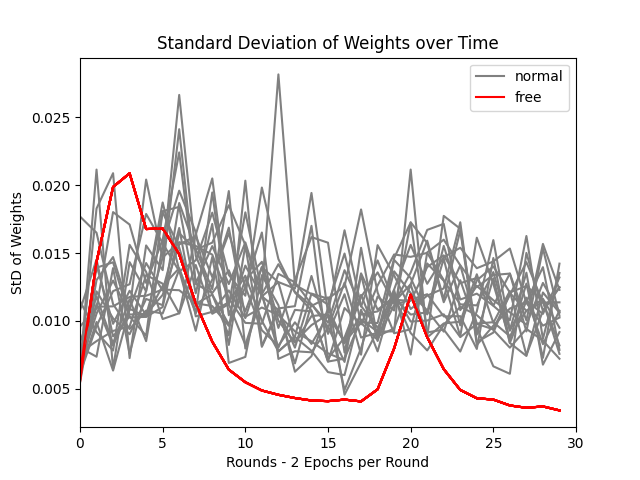 Standard Deviation of Weights over Time
normal
free
StD of Weights
0.025
0.020
0.015
0.010
0.005
0
5
10
15
20
25
30
Rounds - 2 Epochs per Round